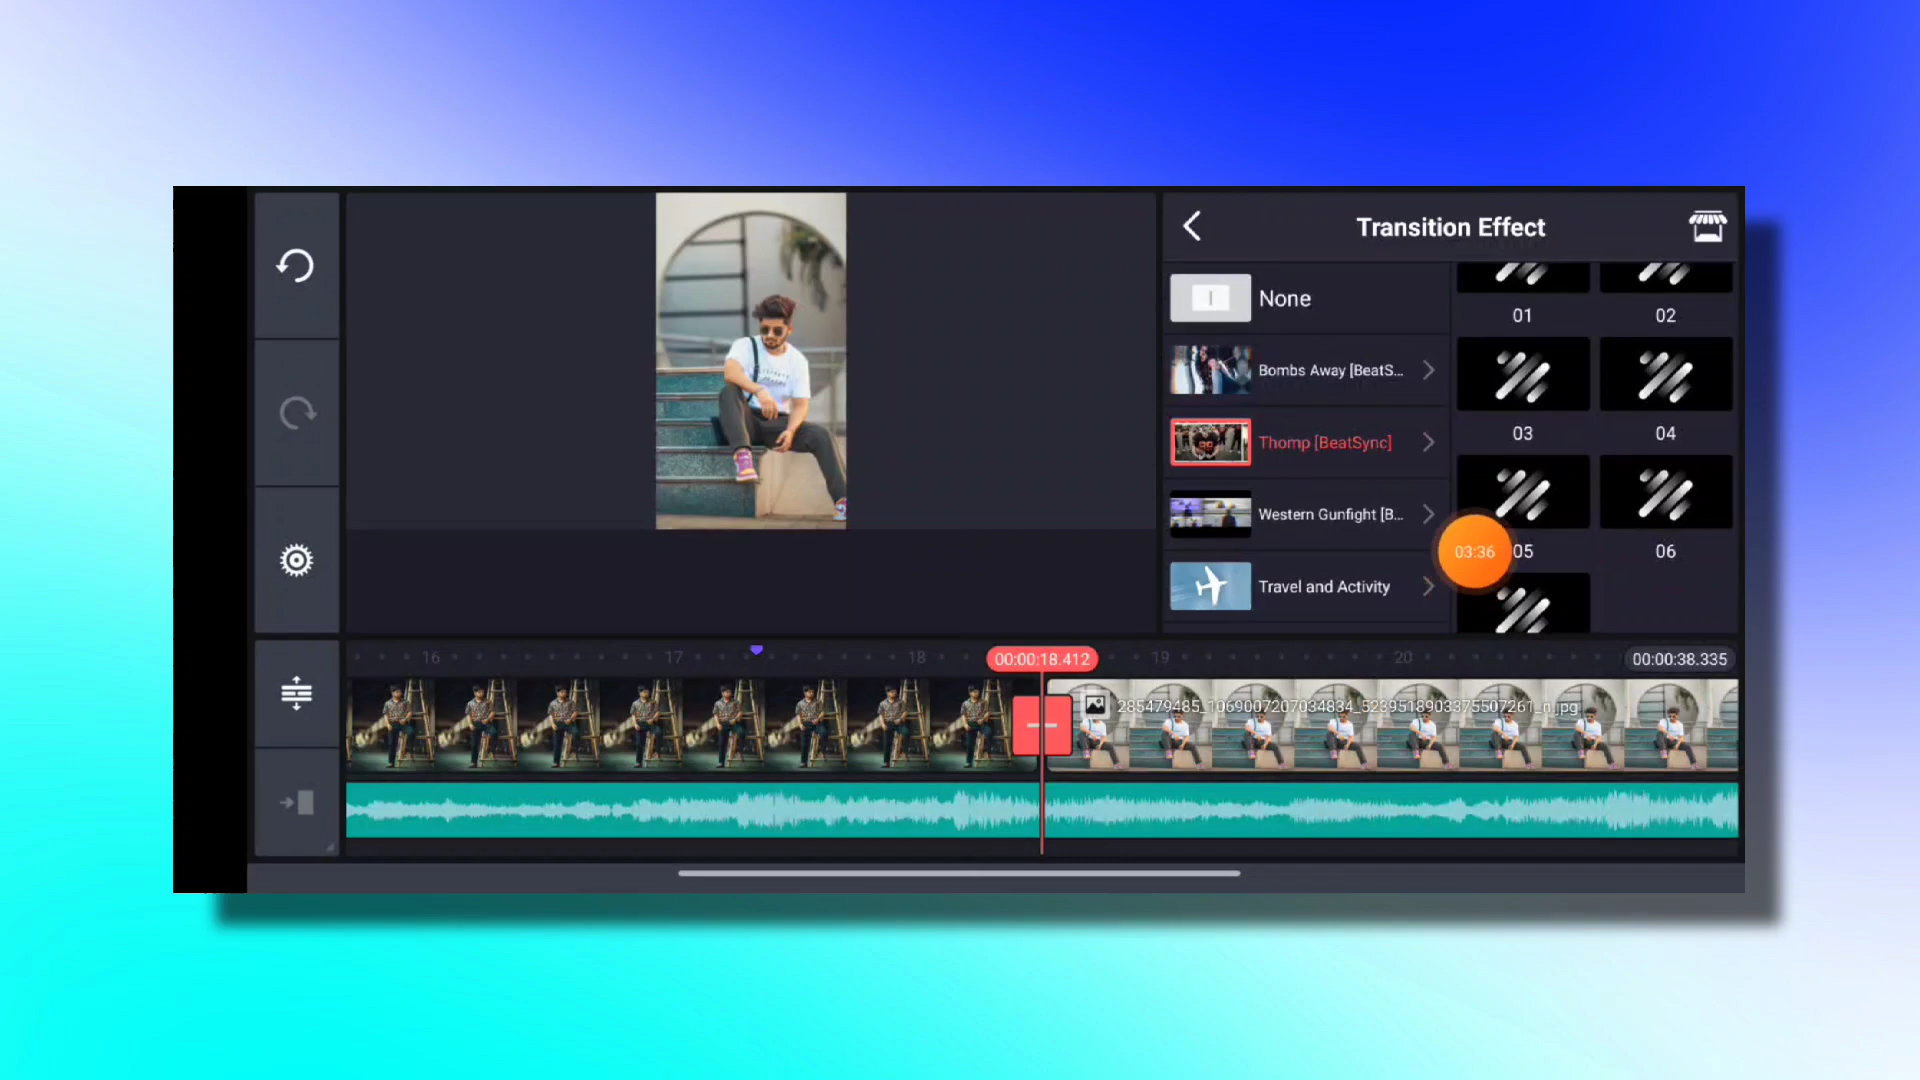 Transition Effect
None
01
02
Bombs Away [BeatS...
03
04
Thomp [BeatSync]
Western Gunfight [B...
03:36
05
06
Travel and Activity
16
17
18
00:00:18.412
19
20
00:00:38.335
285479485_1069007207034834_5239518903375507261_n.jpg